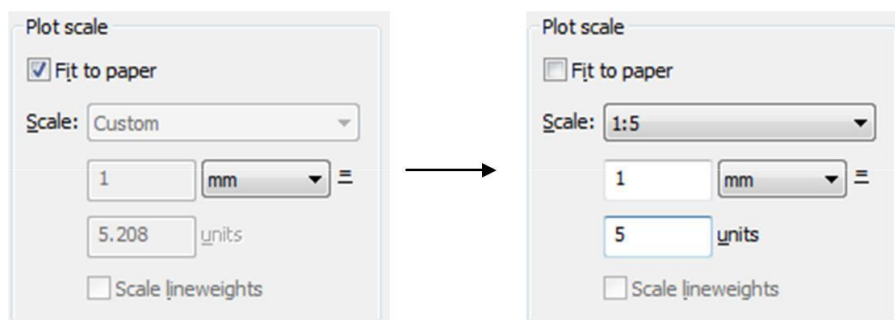 Plot scale
Fit to paper
Scale: Custom
1 mm =
5.208 units
Scale lineweights
Plot scale
Fit to paper
Scale: 1:5
1 mm =
5 units
Scale lineweights